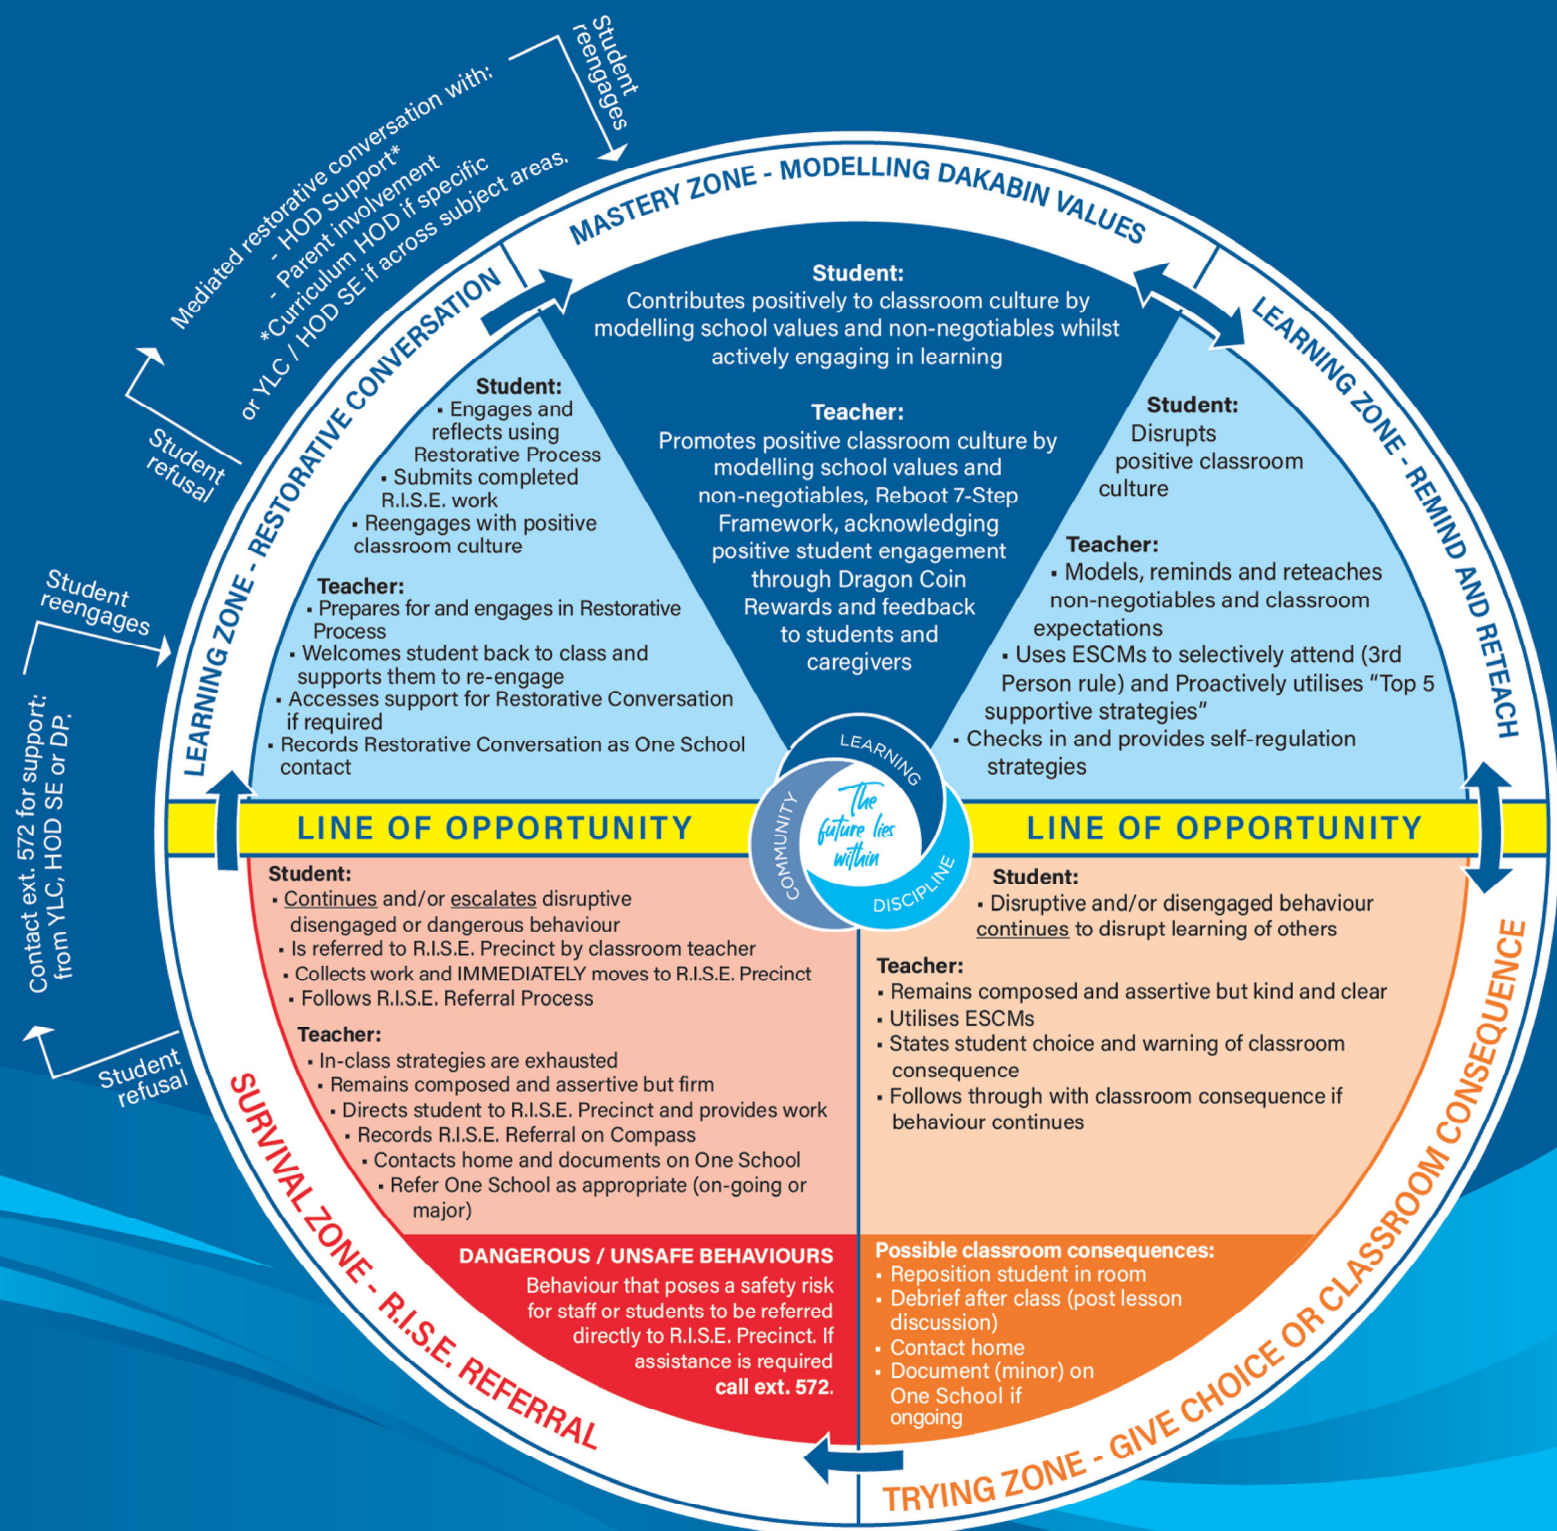 MASTERY ZONE - MODELLING DAKABIN VALUES
Student:
Contributes positively to classroom culture by
modelling school values and non-negotiables whilst
actively engaging in learning
Teacher:
Promotes positive classroom culture by
modelling school values and
non-negotiables, Reboot 7-Step
Framework, acknowledging
positive student engagement
through Dragon Coin
Rewards and feedback
to students and
caregivers
LEARNING ZONE - REMIND AND RETEACH
Student:
Disrupts
positive classroom
culture
Teacher:
▪ Models, reminds and reteaches
non-negotiables and classroom
expectations
▪ Uses ESCMs to selectively attend (3rd
Person rule) and Proactively utilises “Top 5
supportive strategies”
▪ Checks in and provides self-regulation
strategies
LINE OF OPPORTUNITY
TRYING ZONE - GIVE CHOICE OR CLASSROOM CONSEQUENCE
Student:
▪ Disruptive and/or disengaged behaviour
continues to disrupt learning of others
Teacher:
▪ Remains composed and assertive but kind and clear
▪ Utilises ESCMs
▪ States student choice and warning of classroom
consequence
▪ Follows through with classroom consequence if
behaviour continues
Possible classroom consequences:
▪ Reposition student in room
▪ Debrief after class (post lesson
discussion)
▪ Contact home
▪ Document (minor) on
One School if
ongoing
SURVIVAL ZONE - R.I.S.E. REFERRAL
Student:
▪ Continues and/or escalates disruptive
disengaged or dangerous behaviour
▪ Is referred to R.I.S.E. Precinct by classroom teacher
▪ Collects work and IMMEDIATELY moves to R.I.S.E. Precinct
▪ Follows R.I.S.E. Referral Process
Teacher:
▪ In-class strategies are exhausted
▪ Remains composed and assertive but firm
▪ Directs student to R.I.S.E. Precinct and provides work
▪ Records R.I.S.E. Referral on Compass
▪ Contacts home and documents on One School
▪ Refer One School as appropriate (on-going or
major)
DANGEROUS / UNSAFE BEHAVIOURS
Behaviour that poses a safety risk
for staff or students to be referred
directly to R.I.S.E. Precinct. If
assistance is required
call ext. 572.
Student
refusal
Contact ext. 572 for support:
from YLC, HOD SE or DP.
Student
reengages
LINE OF OPPORTUNITY
LEARNING ZONE - RESTORATIVE CONVERSATION
Student:
▪ Engages and
reflects using
Restorative Process
▪ Submits completed
R.I.S.E. work
▪ Reengages with positive
classroom culture
Teacher:
▪ Prepares for and engages in Restorative
Process
▪ Welcomes student back to class and
supports them to re-engage
▪ Accesses support for Restorative Conversation
if required
▪ Records Restorative Conversation as One School
contact
Student
refusal
Mediated restorative conversation with:
- HOD Support*
- Parent involvement
*Curriculum HOD if specific
or YLC / HOD SE if across subject areas.
Student
reengages
LEARNING
COMMUNITY
DISCIPLINE
The
future lies
within